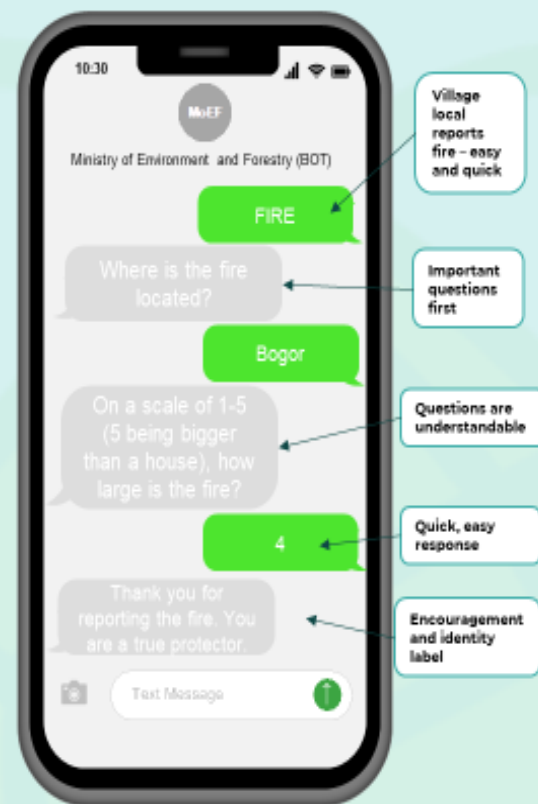 10:30
MoEF
Ministry of Environment and Forestry (BOT)
FIRE
Where is the fire
located?
Bogor
On a scale of 1-5
(5 being bigger
than a house), how
large is the fire?
4
Thank you for
reporting the fire. You
are a true protector.
Text Message
Village
local
reports
fire – easy
and quick
Important
questions
first
Questions are
understandable
Quick, easy
response
Encouragement
and identity
label